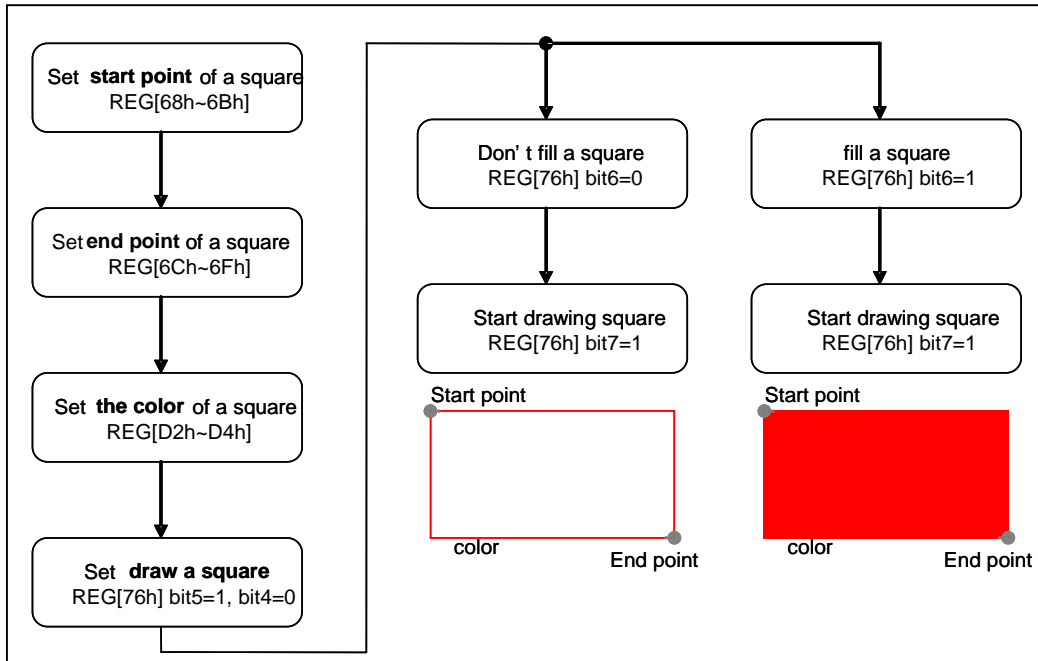 Set start point of a square
REG[68h~6Bh]
Set end point of a square
REG[6Ch~6Fh]
Set the color of a square
REG[D2h~D4h]
Set draw a square
REG[76h] bit5=1, bit4=0
Don' t fill a square
REG[76h] bit6=0
Start drawing square
REG[76h] bit7=1
Start point
color
End point
fill a square
REG[76h] bit6=1
Start drawing square
REG[76h] bit7=1
Start point
color
End point